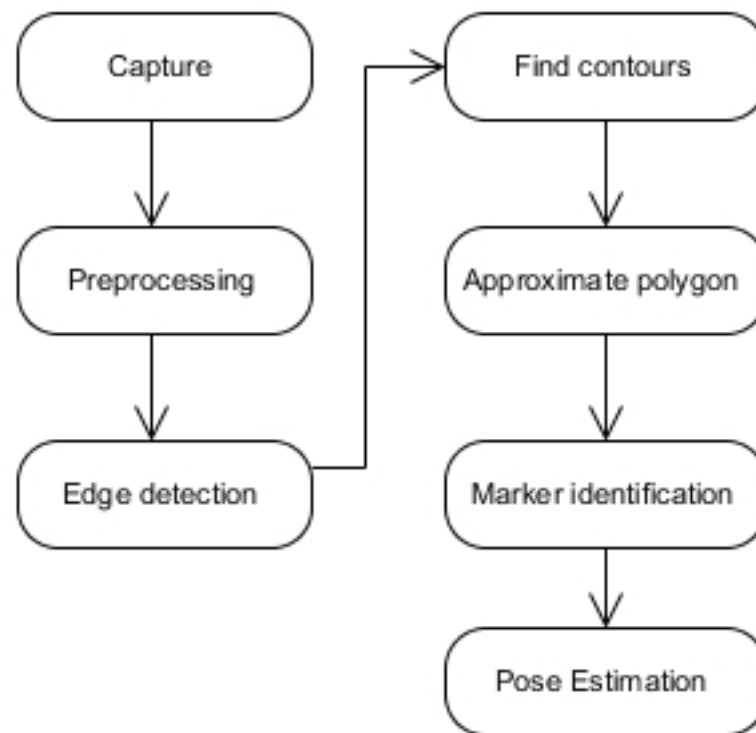 Capture
Preprocessing
Edge detection
Find contours
Approximate polygon
Marker identification
Pose Estimation